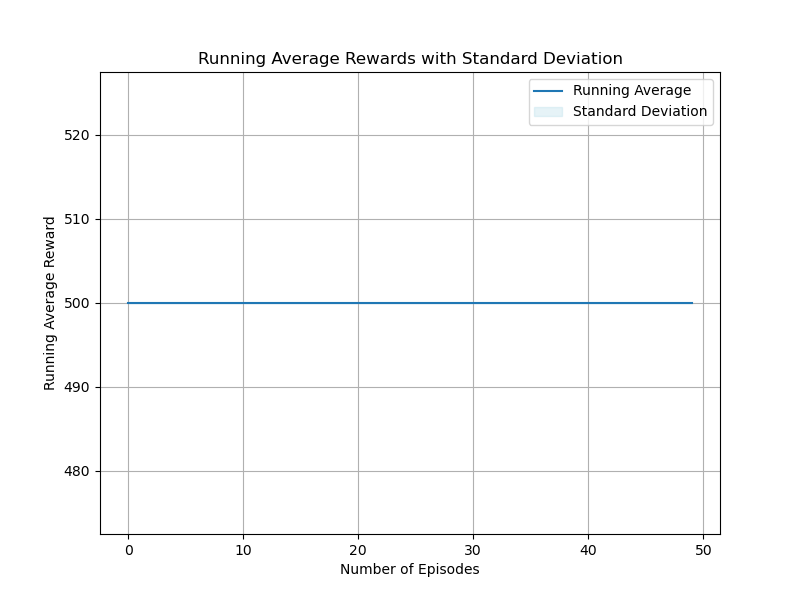 Running Average Rewards with Standard Deviation
Running Average
Standard Deviation
520
510
500
490
480
Running Average Reward
0 10 20 30 40 50
Number of Episodes